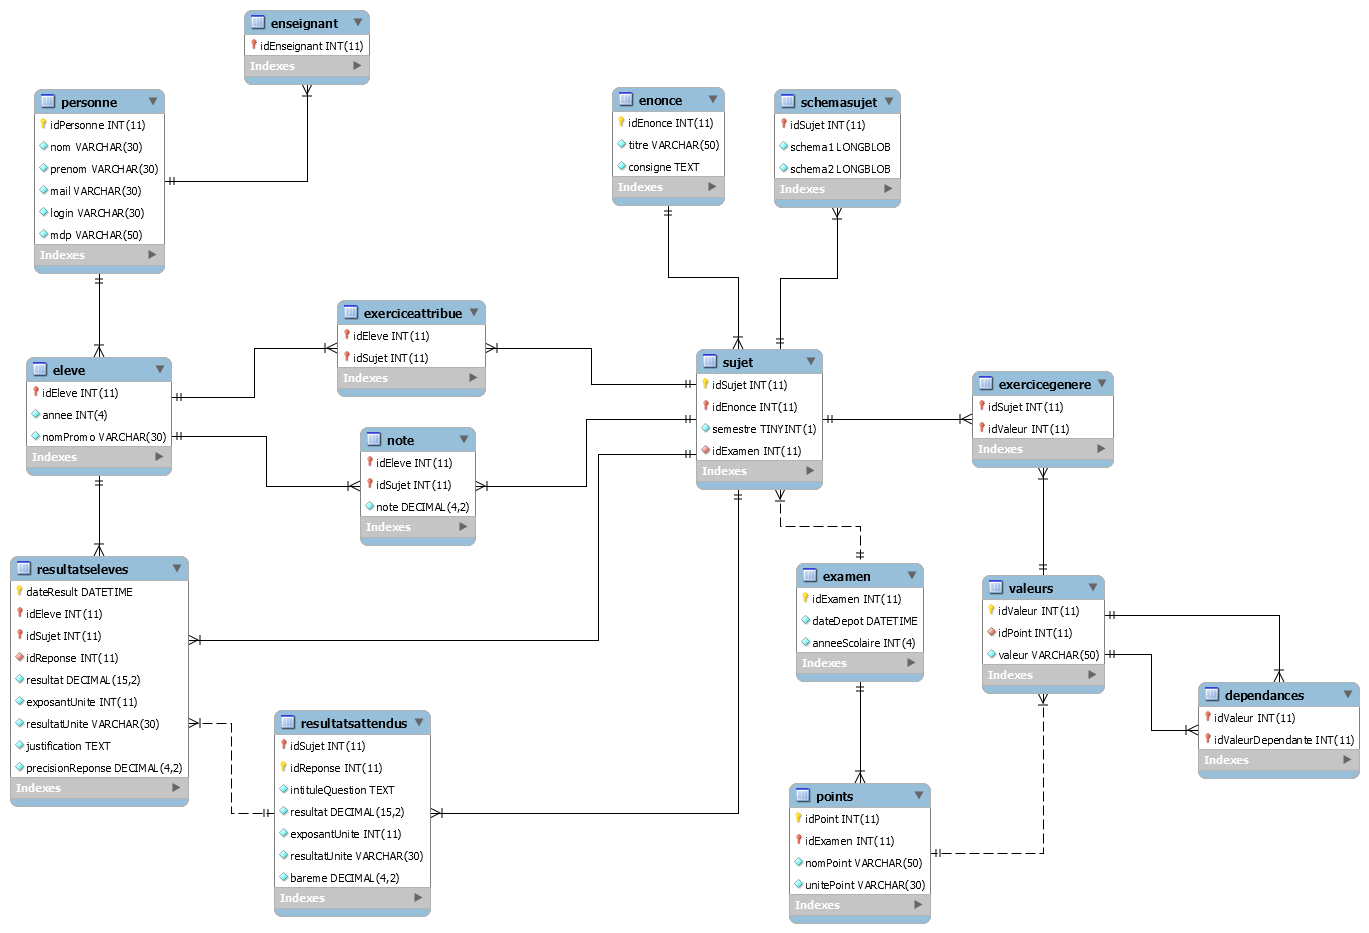 enseignant
idEnseignant INT(11)
Indexes
personne
idPersonne INT(11)
nom VARCHAR(30)
prenom VARCHAR(30)
mail VARCHAR(30)
login VARCHAR(30)
mdp VARCHAR(50)
Indexes
enonce
idEnonce INT(11)
titre VARCHAR(50)
consigne TEXT
Indexes
schemasujet
idSujet INT(11)
schema1 LONGBLOB
schema2 LONGBLOB
Indexes
exerciceattribue
idEleve INT(11)
idSujet INT(11)
Indexes
eleve
idEleve INT(11)
annee INT(4)
nomPromo VARCHAR(30)
Indexes
sujet
idSujet INT(11)
idEnonce INT(11)
semestre TINYINT(1)
idExamen INT(11)
Indexes
exercicegenere
idSujet INT(11)
idValeur INT(11)
Indexes
note
idEleve INT(11)
idSujet INT(11)
note DECIMAL(4,2)
Indexes
resultatseleves
dateResult DATETIME
idEleve INT(11)
idSujet INT(11)
idReponse INT(11)
resultat DECIMAL(15,2)
exposantUnite INT(11)
resultatUnite VARCHAR(30)
justification TEXT
precisionReponse DECIMAL(4,2)
Indexes
examen
idExamen INT(11)
dateDepot DATETIME
anneeScolaire INT(4)
Indexes
valeurs
idValeur INT(11)
idPoint INT(11)
valeur VARCHAR(50)
Indexes
dependances
idValeur INT(11)
idValeurDependante INT(11)
Indexes
resultatsattendus
idSujet INT(11)
idReponse INT(11)
intituleQuestion TEXT
resultat DECIMAL(15,2)
exposantUnite INT(11)
resultatUnite VARCHAR(30)
bareme DECIMAL(4,2)
Indexes
points
idPoint INT(11)
idExamen INT(11)
nomPoint VARCHAR(50)
unitePoint VARCHAR(30)
Indexes